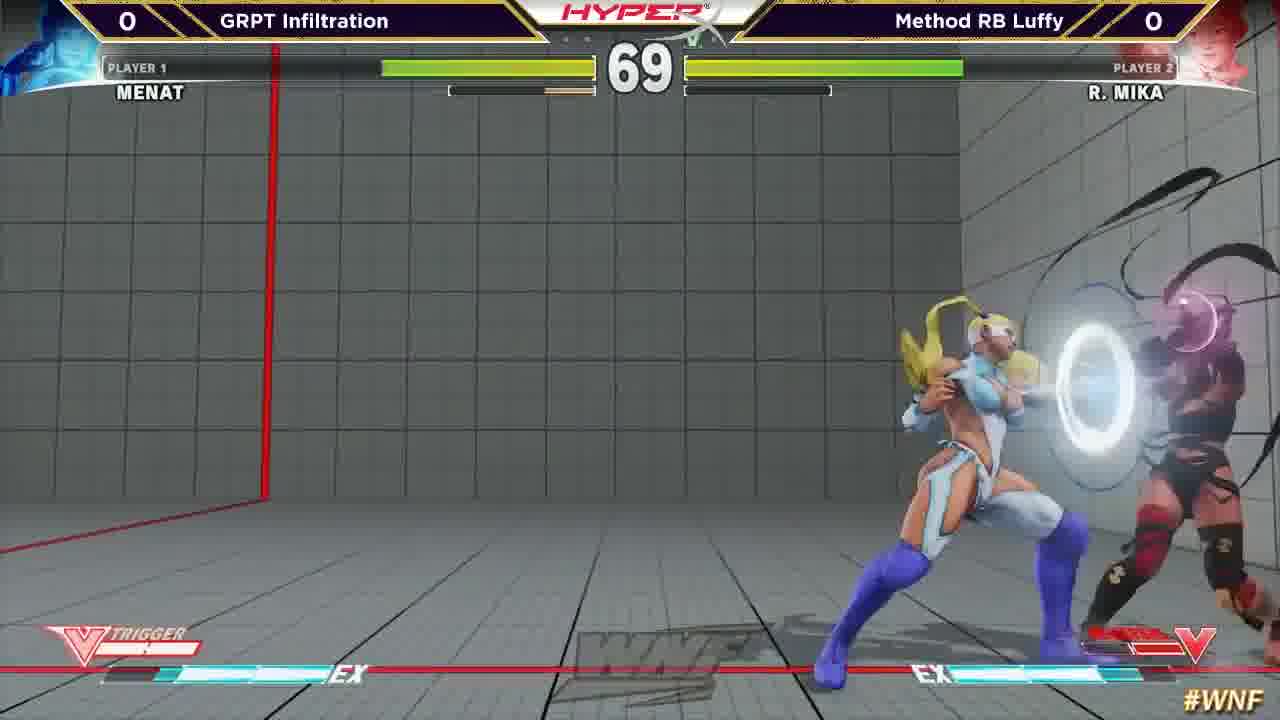 0 GRPT Infiltration HYPER X Method RB Luffy 0
PLAYER 1 69 PLAYER 2
MENAT R. MIKA
TRIGGER
EX EX
WNF
#WNF